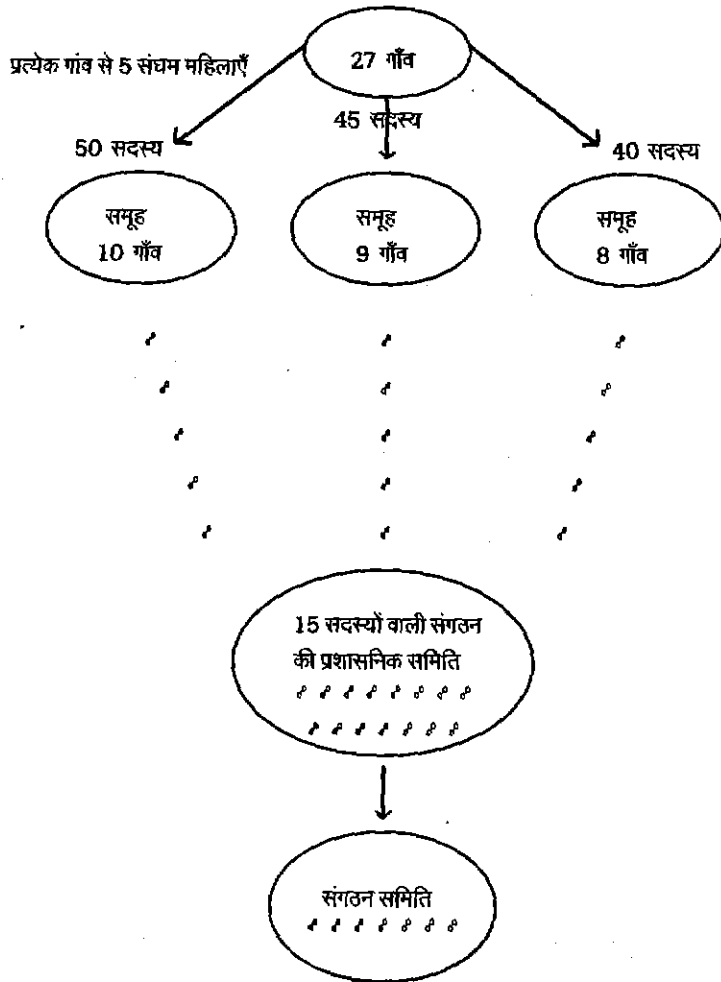 27 गाँव
प्रत्येक गांव से 5 संघम महिलाएँ
45 सदस्य
50 सदस्य
40 सदस्य
समूह
10 गाँव
समूह
9 गाँव
समूह
8 गाँव
15 सदस्यों वाली संगठन
की प्रशासनिक समिति
संगठन समिति